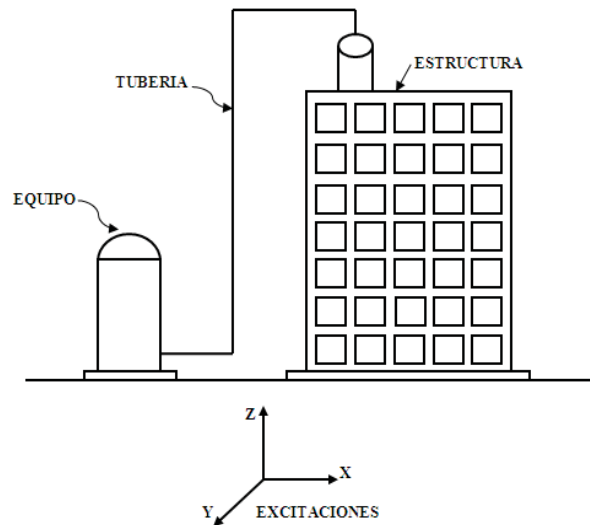 ESTRUCTURA
TUBERIA
EQUIPO
Z
X
Y
EXCITACIONES